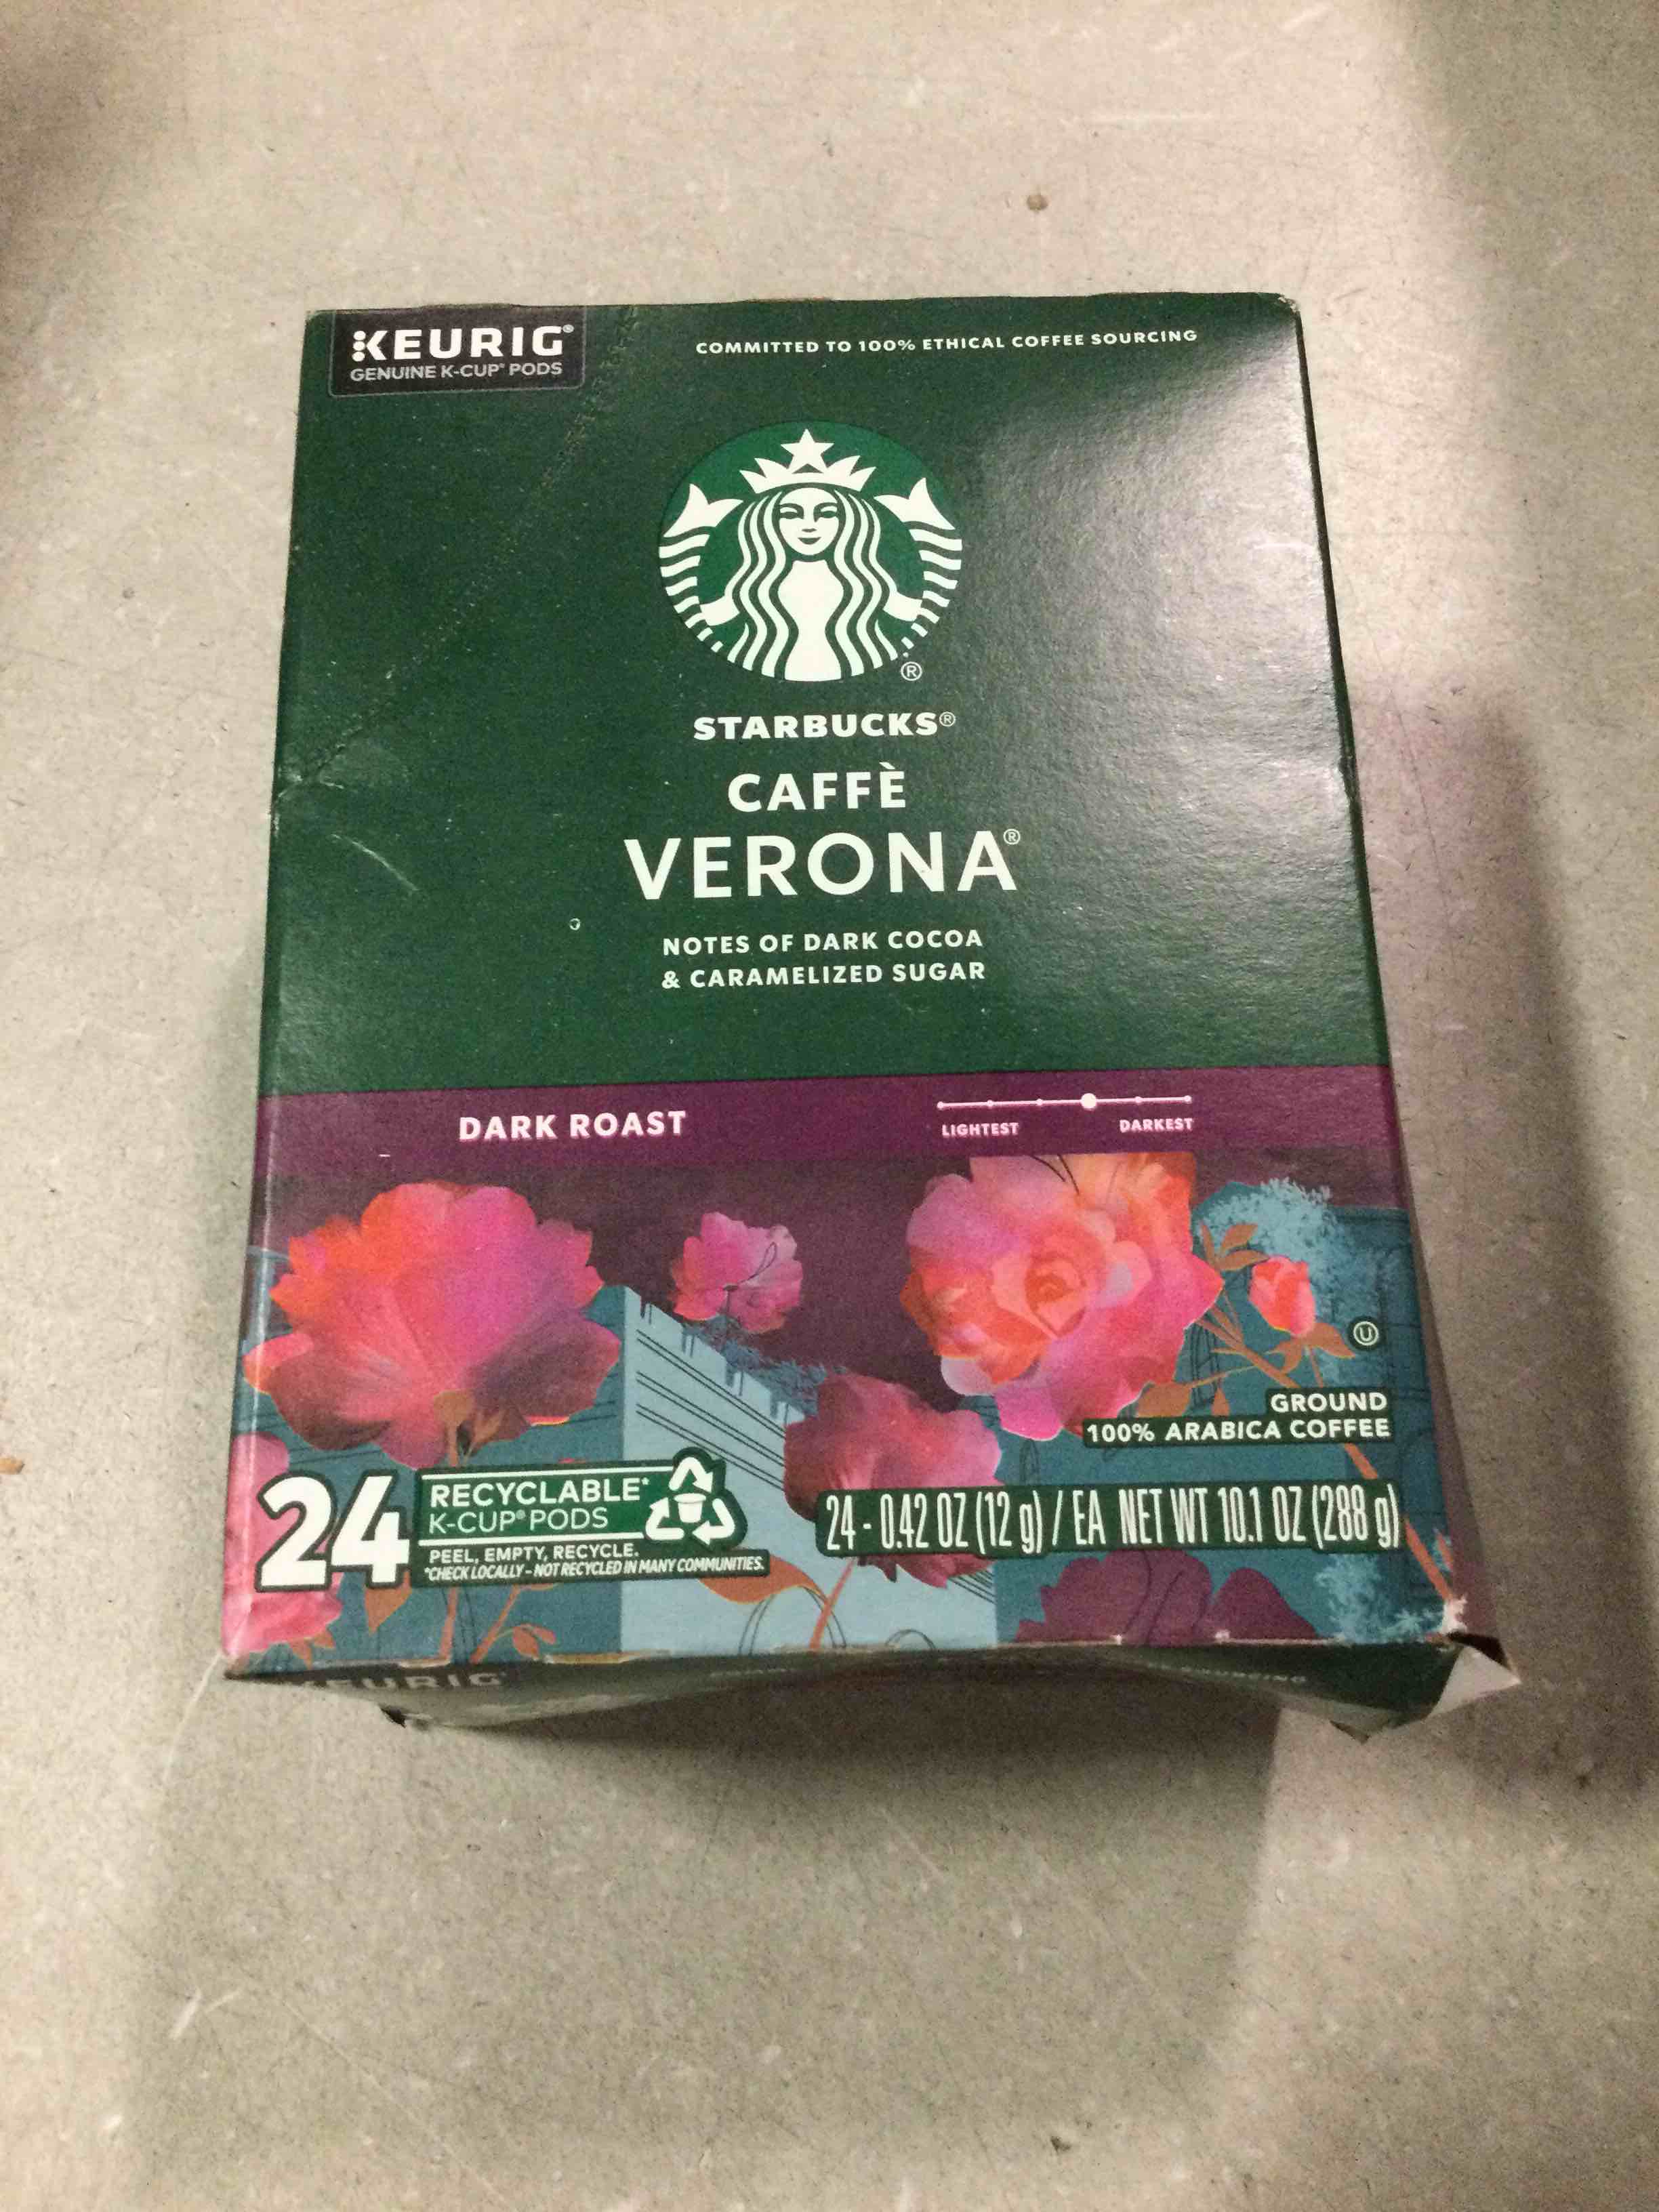 KEURIG®
GENUINE K-CUP® PODS
COMMITTED TO 100% ETHICAL COFFEE SOURCING
®
STARBUCKS®
CAFFÈ
VERONA®
NOTES OF DARK COCOA
& CARAMELIZED SUGAR
DARK ROAST
LIGHTEST
DARKEST
U
GROUND
100% ARABICA COFFEE
24
RECYCLABLE*
K-CUP® PODS
PEEL, EMPTY, RECYCLE.
*CHECK LOCALLY - NOT RECYCLED IN MANY COMMUNITIES.
24 - 0.42 OZ (12 g) / EA NET WT 10.1 OZ (288 g)
KEURIG